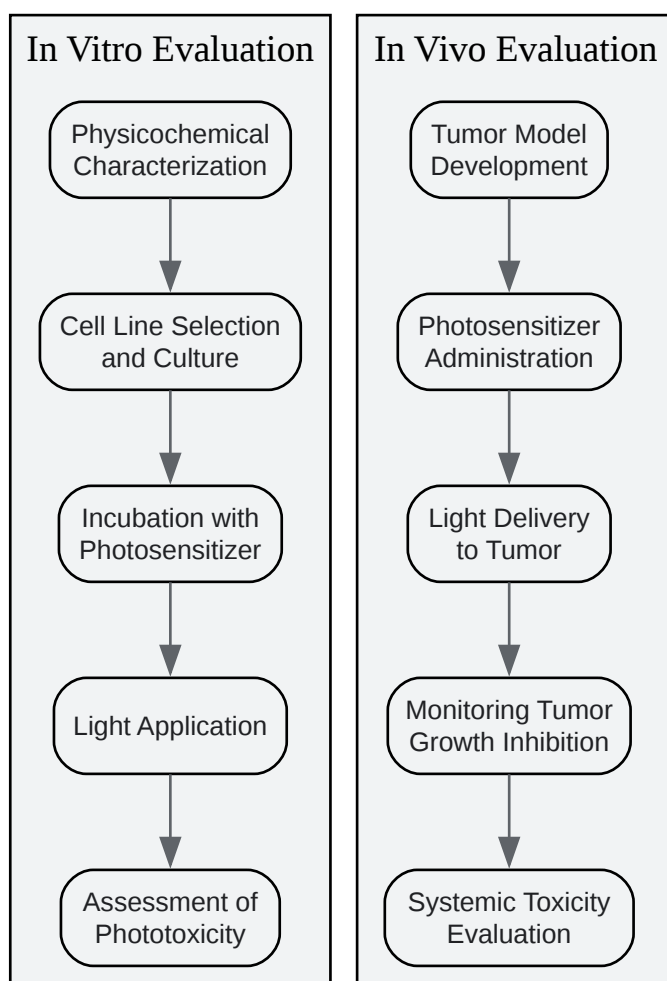 In Vitro Evaluation
Physicochemical
Characterization
Cell Line Selection
and Culture
Incubation with
Photosensitizer
Light Application
Assessment of
Phototoxicity
In Vivo Evaluation
Tumor Model
Development
Photosensitizer
Administration
Light Delivery
to Tumor
Monitoring Tumor
Growth Inhibition
Systemic Toxicity
Evaluation